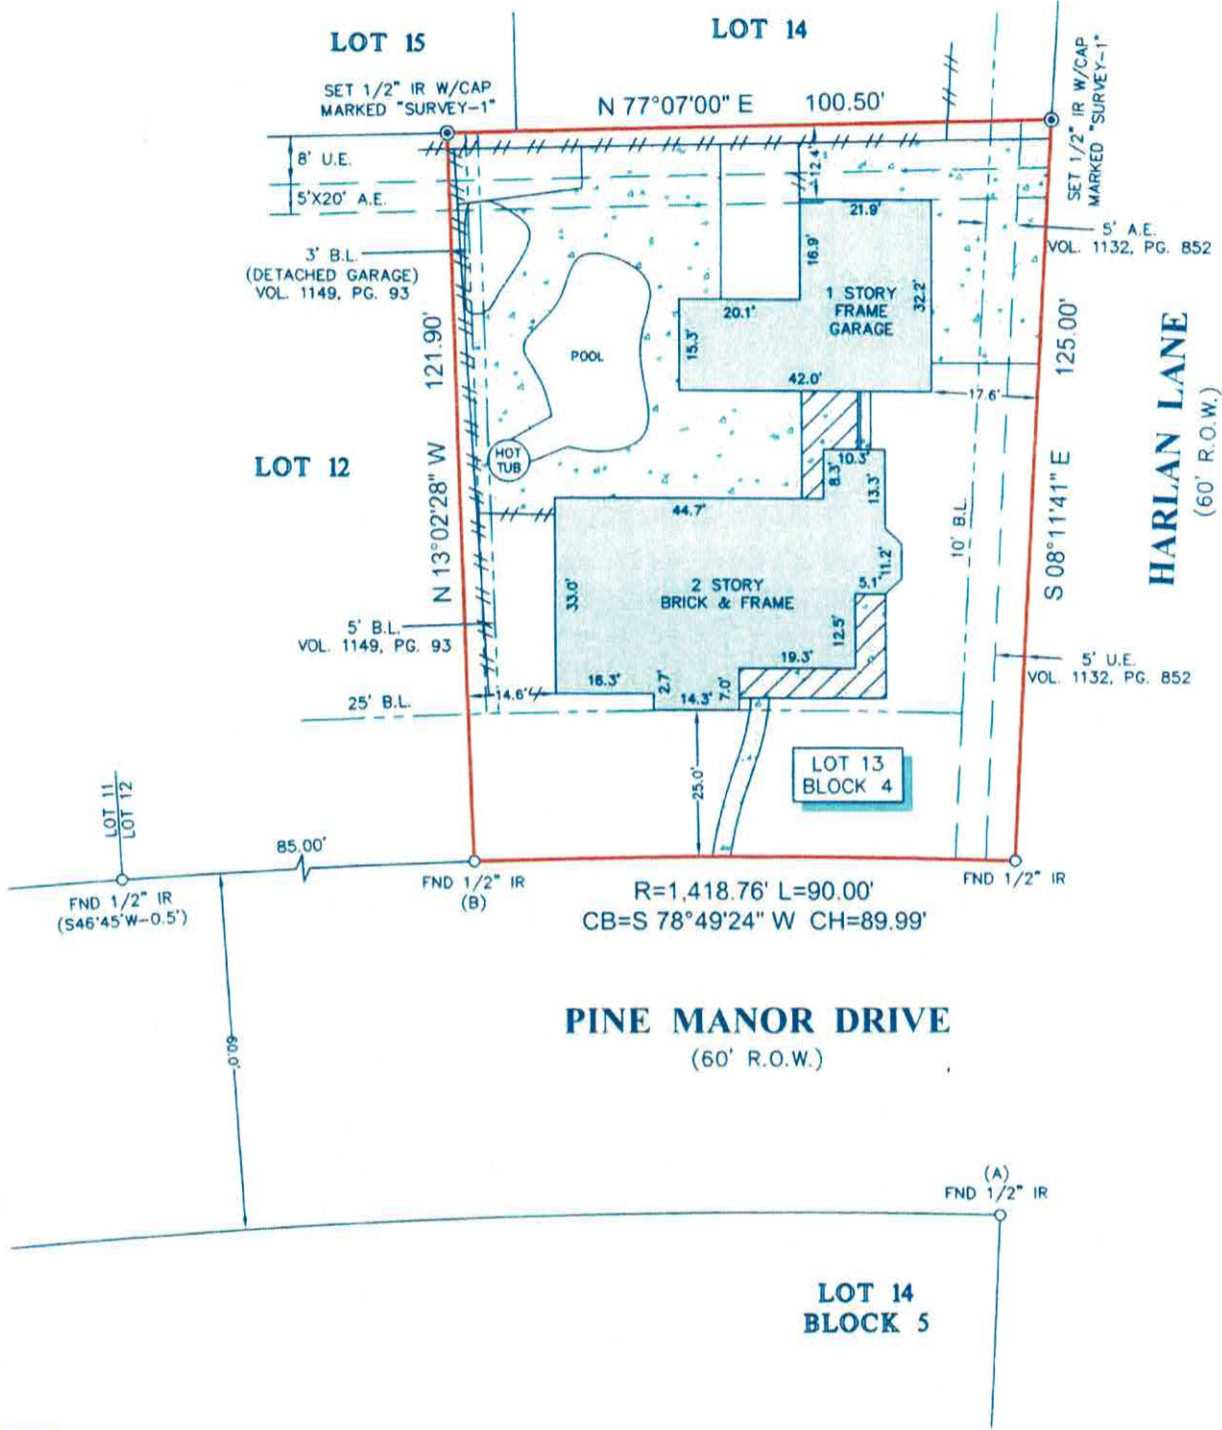 LOT 15
LOT 14
SET 1/2" IR W/CAP
MARKED "SURVEY-1"
N 77°07'00" E 100.50'
SET 1/2" IR W/CAP
MARKED "SURVEY-1"
8' U.E.
5'X20' A.E.
12.4'
21.9'
5' A.E.
VOL. 1132, PG. 852
3' B.L.
(DETACHED GARAGE)
VOL. 1149, PG. 93
16.9'
32.2'
1 STORY
FRAME
GARAGE
20.1'
15.3'
42.0'
POOL
121.90'
N 13°02'28" W
125.00'
S 08°11'41" E
HARLAN LANE
(60' R.O.W.)
17.6'
LOT 12
HOT
TUB
10.3'
8.3'
13.3'
44.7'
10' B.L.
11.2'
5.1'
2 STORY
BRICK & FRAME
33.0'
12.5'
5' B.L.
VOL. 1149, PG. 93
19.3'
5' U.E.
VOL. 1132, PG. 852
16.3'
2.7'
14.3'
7.0'
14.6'
25' B.L.
25.0'
LOT 13
BLOCK 4
LOT 11
LOT 12
85.00'
FND 1/2" IR
(S46°45'W-0.5')
FND 1/2" IR
(B)
R=1,418.76' L=90.00'
CB=S 78°49'24" W CH=89.99'
FND 1/2" IR
PINE MANOR DRIVE
(60' R.O.W.)
60.0'
(A)
FND 1/2" IR
LOT 14
BLOCK 5